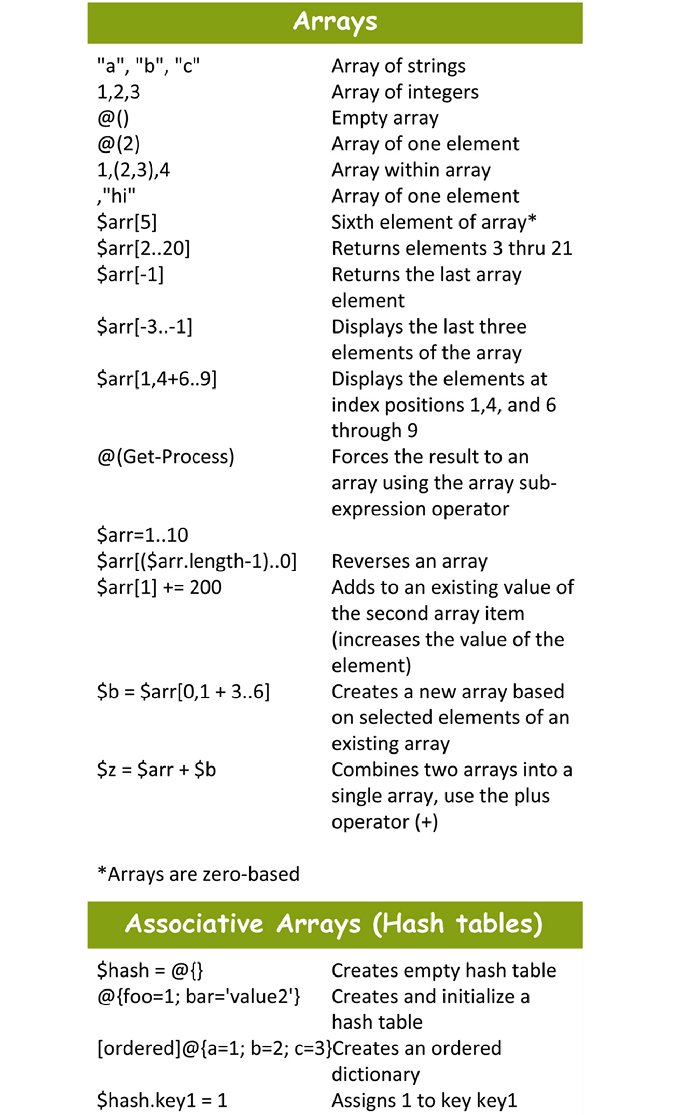 Arrays
"a", "b", "c" Array of strings
1,2,3 Array of integers
@() Empty array
@(2) Array of one element
1,(2,3),4 Array within array
,"hi" Array of one element
$arr[5] Sixth element of array*
$arr[2..20] Returns elements 3 thru 21
$arr[-1] Returns the last array
element
$arr[-3..-1] Displays the last three
elements of the array
$arr[1,4+6..9] Displays the elements at
index positions 1,4, and 6
through 9
@(Get-Process) Forces the result to an
array using the array sub-
expression operator
$arr=1..10
$arr[($arr.length-1)..0] Reverses an array
$arr[1] += 200 Adds to an existing value of
the second array item
(increases the value of the
element)
$b = $arr[0,1 + 3..6] Creates a new array based
on selected elements of an
existing array
$z = $arr + $b Combines two arrays into a
single array, use the plus
operator (+)
*Arrays are zero-based
Associative Arrays (Hash tables)
$hash = @{} Creates empty hash table
@{foo=1; bar='value2'} Creates and initialize a
hash table
[ordered]@{a=1; b=2; c=3}Creates an ordered
dictionary
$hash.key1 = 1 Assigns 1 to key key1